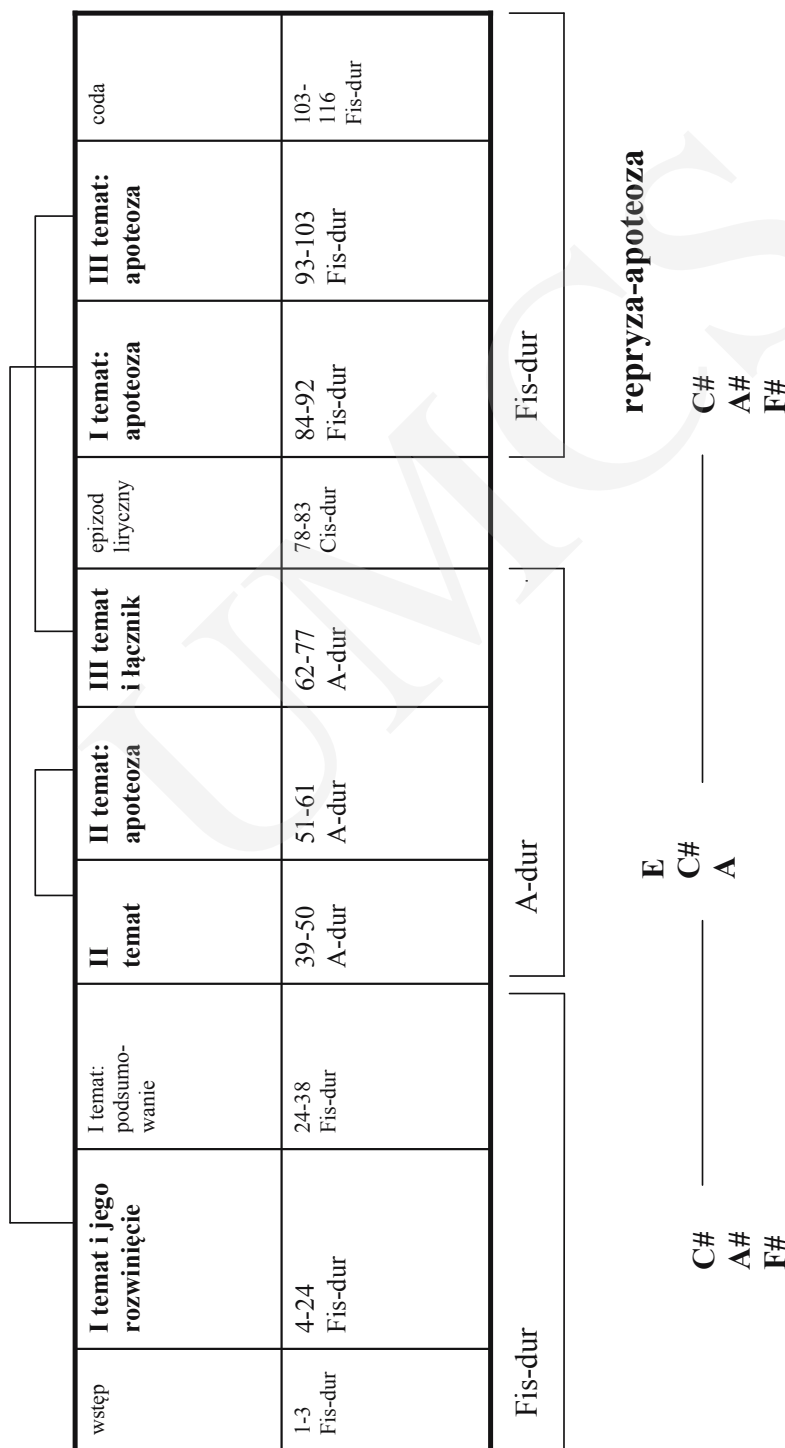 wstęp
I temat i jego
rozwinięcie
I temat:
podsumo-
wanie
II
temat
II temat:
apoteoza
III temat
i łącznik
epizod
liryczny
I temat:
apoteoza
III temat:
apoteoza
coda
1-3
Fis-dur
4-24
Fis-dur
24-38
Fis-dur
39-50
A-dur
51-61
A-dur
62-77
A-dur
78-83
Cis-dur
84-92
Fis-dur
93-103
Fis-dur
103-
116
Fis-dur
Fis-dur
A-dur
Fis-dur
repryza-apoteoza
C#
A#
F#
E
C#
A
C#
A#
F#
UMCS